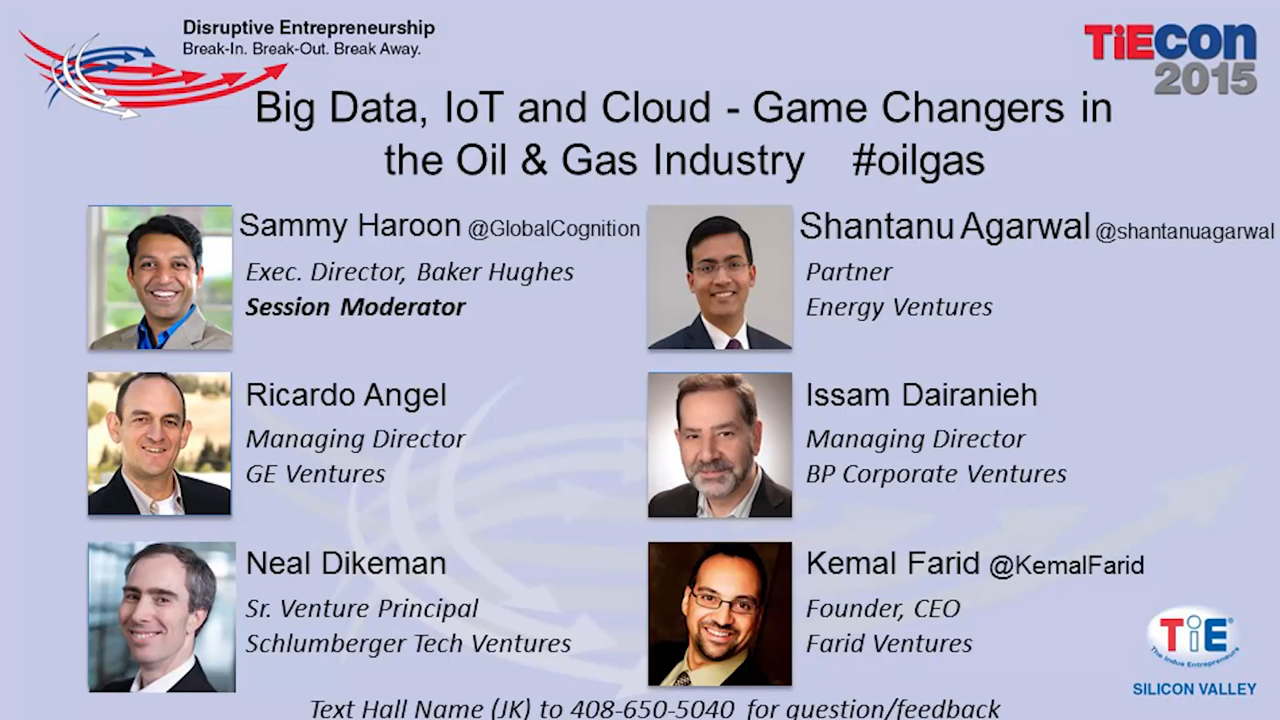 Disruptive Entrepreneurship
Break-In. Break-Out. Break Away.
TiECON
2015
Big Data, IoT and Cloud - Game Changers in
the Oil & Gas Industry #oilgas
Sammy Haroon @GlobalCognition
Exec. Director, Baker Hughes
Session Moderator
Shantanu Agarwal @shantanuagarwal
Partner
Energy Ventures
Ricardo Angel
Managing Director
GE Ventures
Issam Dairanieh
Managing Director
BP Corporate Ventures
Neal Dikeman
Sr. Venture Principal
Schlumberger Tech Ventures
Kemal Farid @KemalFarid
Founder, CEO
Farid Ventures
TiE®
The Indus Entrepreneurs
SILICON VALLEY
Text Hall Name (JK) to 408-650-5040 for question/feedback